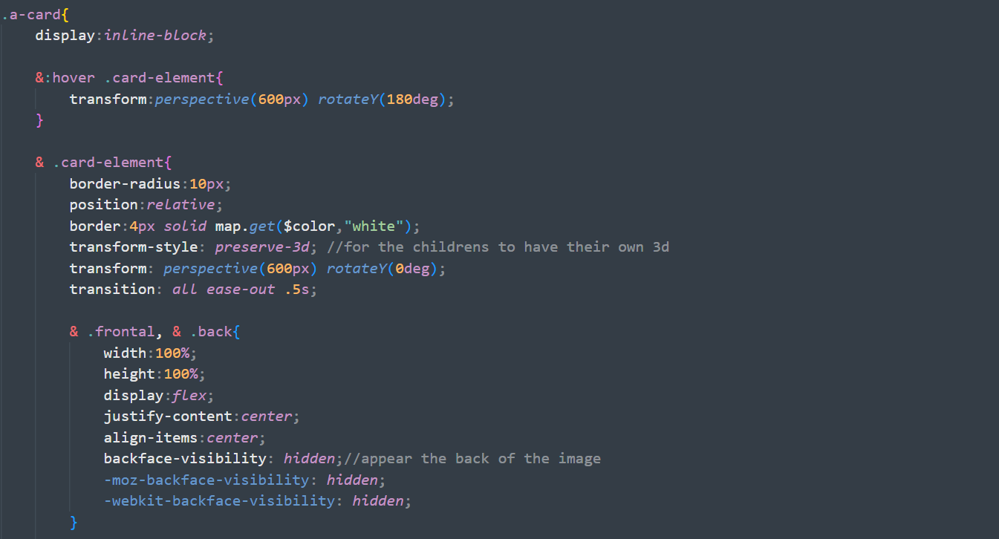 .a-card{
    display:inline-block;

    &:hover .card-element{
        transform:perspective(600px) rotateY(180deg);
    }

    & .card-element{
        border-radius:10px;
        position:relative;
        border:4px solid map.get($color,"white");
        transform-style: preserve-3d; //for the childrens to have their own 3d
        transform: perspective(600px) rotateY(0deg);
        transition: all ease-out .5s;

        & .frontal, & .back{
            width:100%;
            height:100%;
            display:flex;
            justify-content:center;
            align-items:center;
            backface-visibility: hidden;//appear the back of the image
            -moz-backface-visibility: hidden;
            -webkit-backface-visibility: hidden;
        }